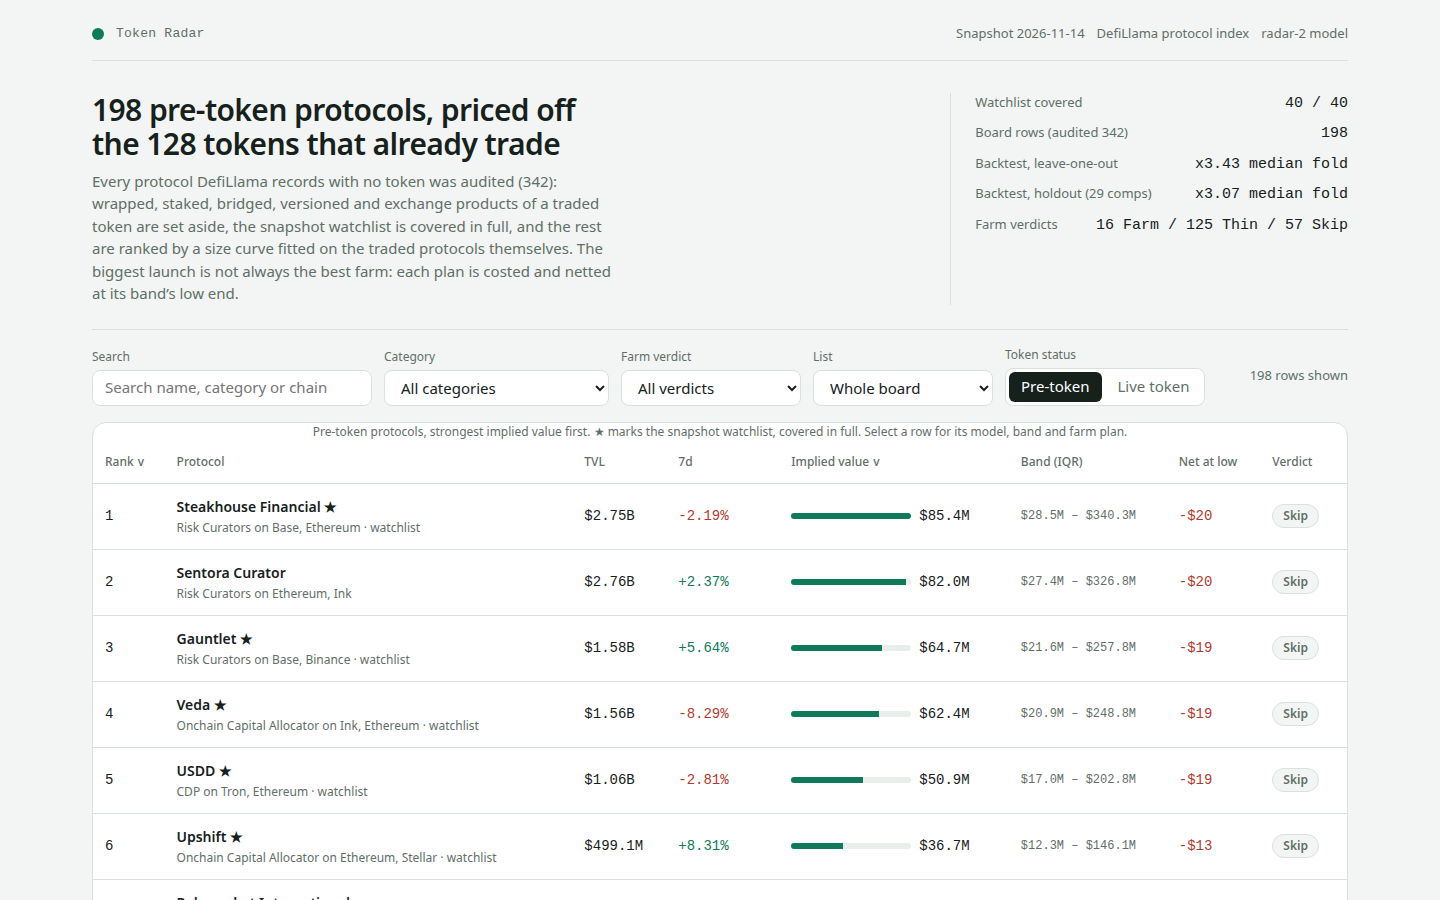 Token Radar
Snapshot 2026-11-14 DefiLlama protocol index radar-2 model
198 pre-token protocols, priced off
the 128 tokens that already trade
Every protocol DefiLlama records with no token was audited (342):
wrapped, staked, bridged, versioned and exchange products of a traded
token are set aside, the snapshot watchlist is covered in full, and the rest
are ranked by a size curve fitted on the traded protocols themselves. The
biggest launch is not always the best farm: each plan is costed and netted
at its band's low end.
Watchlist covered 40 / 40
Board rows (audited 342) 198
Backtest, leave-one-out x3.43 median fold
Backtest, holdout (29 comps) x3.07 median fold
Farm verdicts 16 Farm / 125 Thin / 57 Skip
Search Category Farm verdict List Token status
Search name, category or chain All categories All verdicts Whole board Pre-token Live token 198 rows shown
Pre-token protocols, strongest implied value first. ★ marks the snapshot watchlist, covered in full. Select a row for its model, band and farm plan.
Rank v Protocol TVL 7d Implied value v Band (IQR) Net at low Verdict
1 Steakhouse Financial ★ $2.75B -2.19% $85.4M $28.5M – $340.3M -$20 Skip
Risk Curators on Base, Ethereum · watchlist
2 Sentora Curator $2.76B +2.37% $82.0M $27.4M – $326.8M -$20 Skip
Risk Curators on Ethereum, Ink
3 Gauntlet ★ $1.58B +5.64% $64.7M $21.6M – $257.8M -$19 Skip
Risk Curators on Base, Binance · watchlist
4 Veda ★ $1.56B -8.29% $62.4M $20.9M – $248.8M -$19 Skip
Onchain Capital Allocator on Ink, Ethereum · watchlist
5 USDD ★ $1.06B -2.81% $50.9M $17.0M – $202.8M -$19 Skip
CDP on Tron, Ethereum · watchlist
6 Upshift ★ $499.1M +8.31% $36.7M $12.3M – $146.1M -$13 Skip
Onchain Capital Allocator on Ethereum, Stellar · watchlist